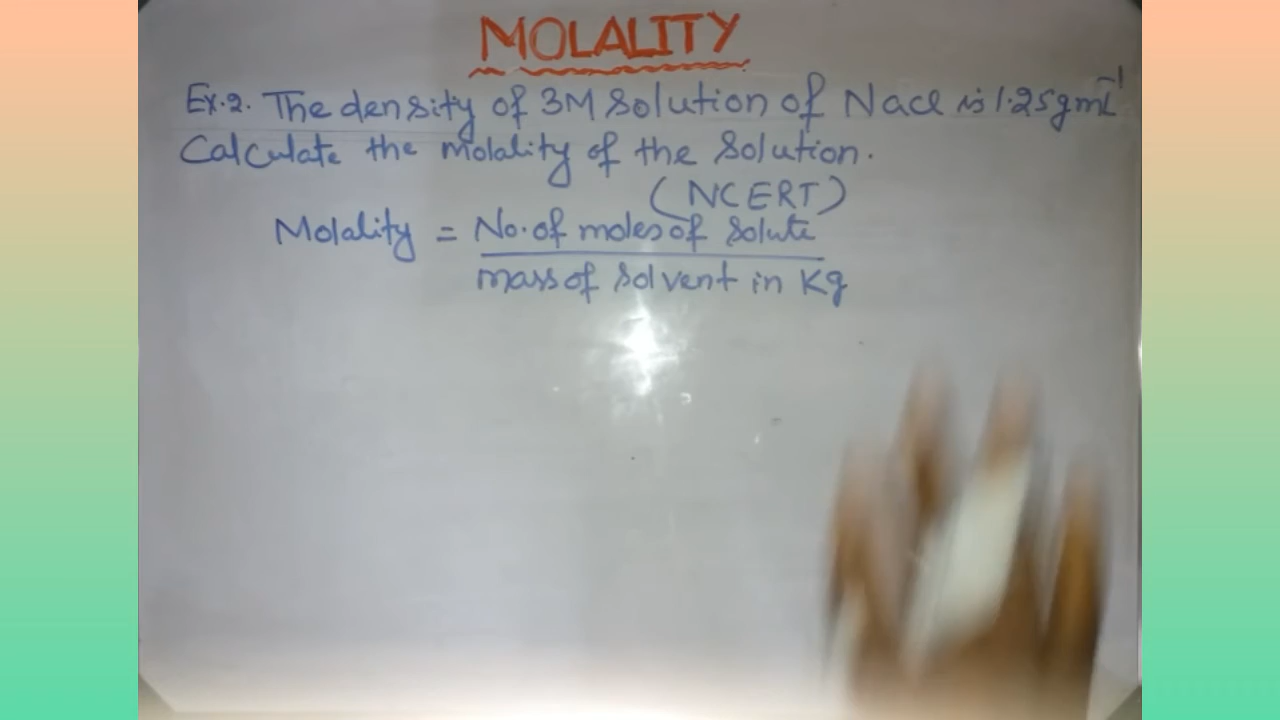 MOLALITY
Ex.2. The density of 3M solution of Nacl is 1.25gmL⁻¹
Calculate the molality of the solution.
(NCERT)
Molality = No. of moles of solute
mass of solvent in Kg